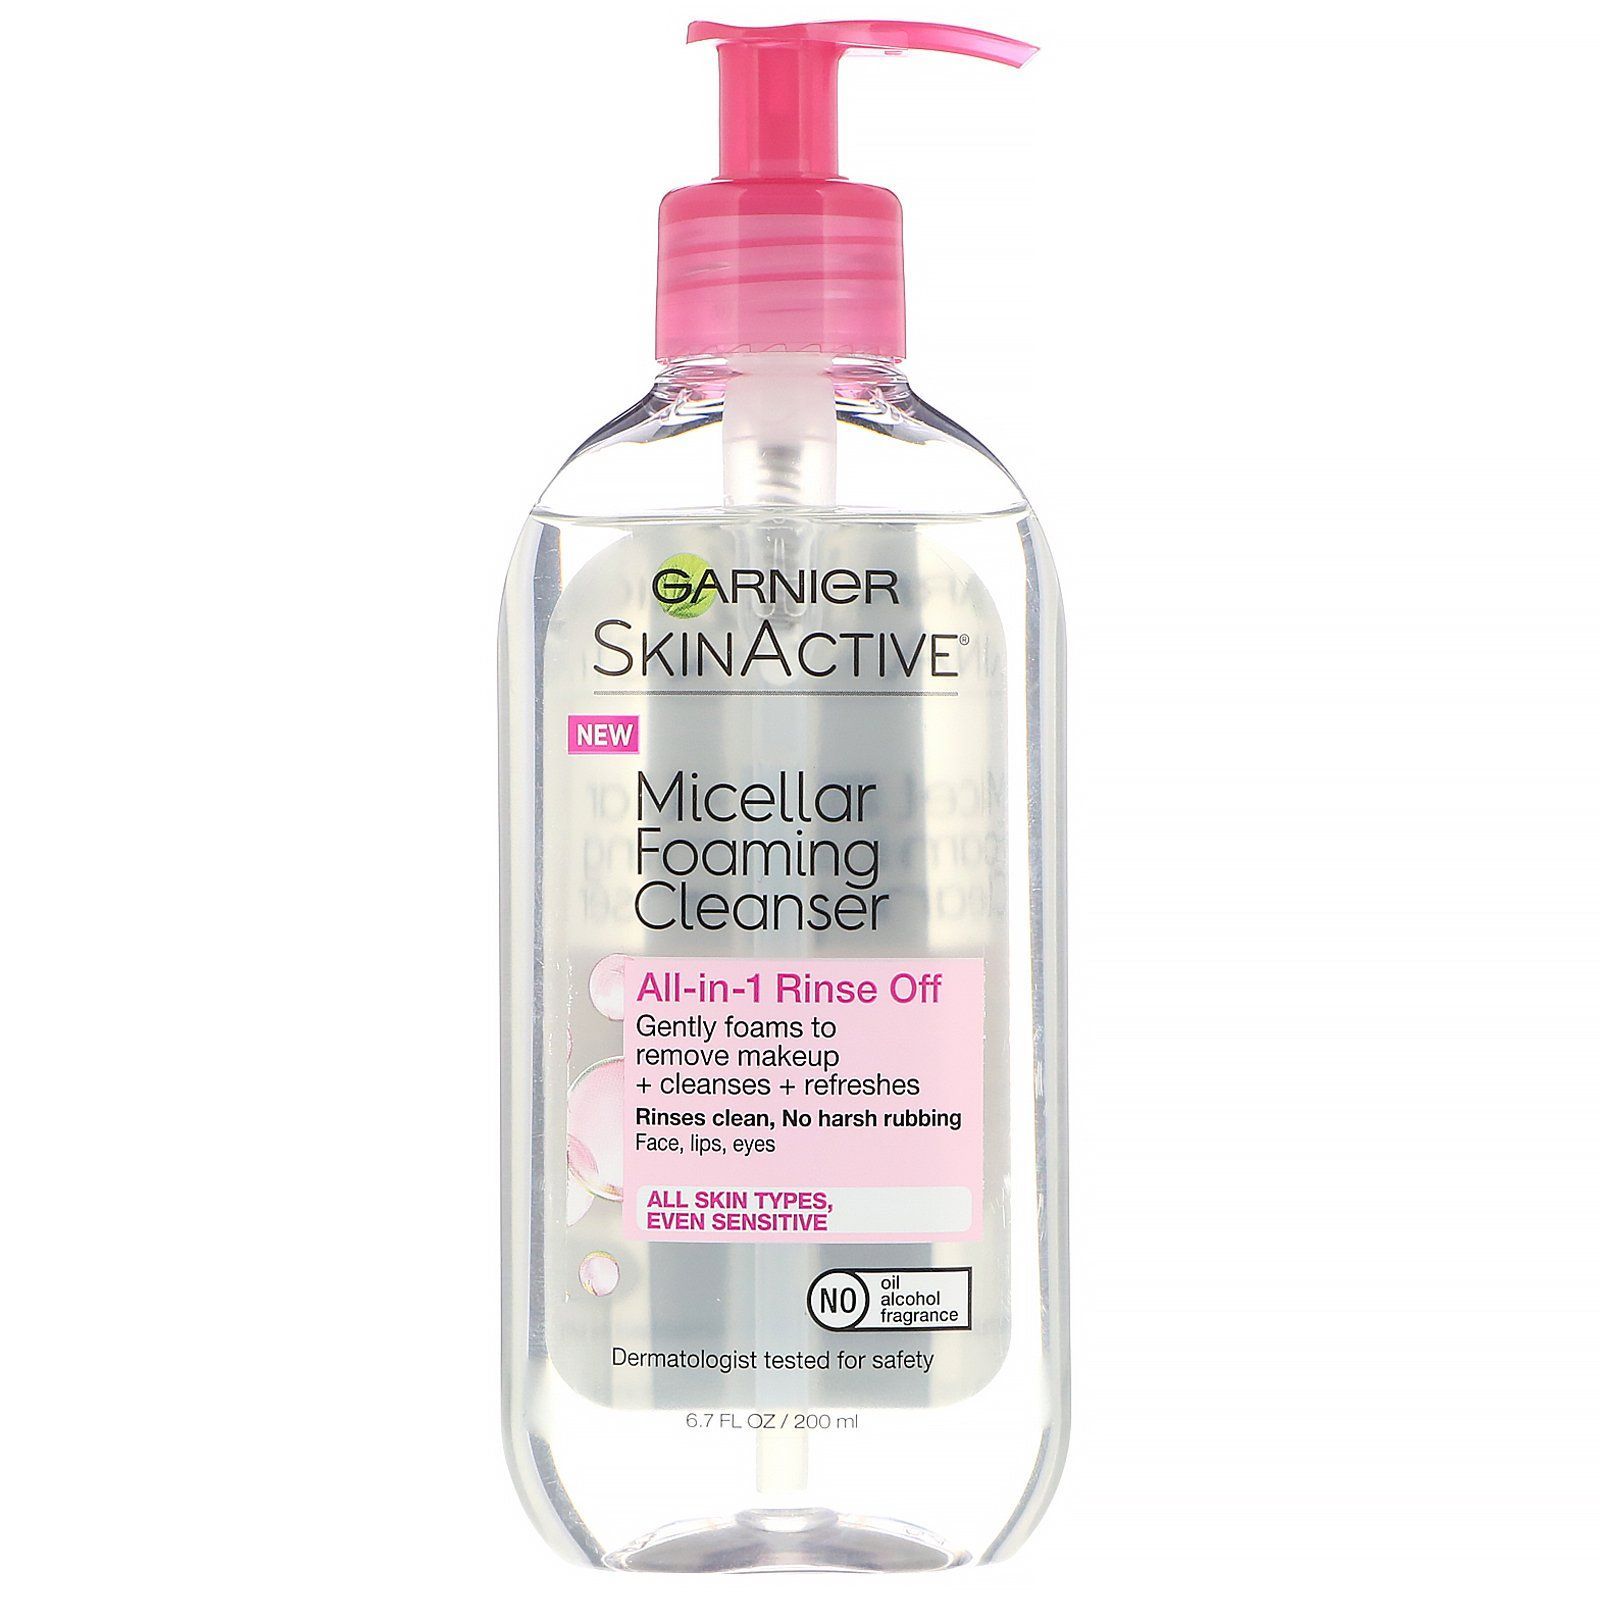 GARNIER
SKINACTIVE®
NEW
Micellar
Foaming
Cleanser
All-in-1 Rinse Off
Gently foams to
remove makeup
+ cleanses + refreshes
Rinses clean, No harsh rubbing
Face, lips, eyes
ALL SKIN TYPES,
EVEN SENSITIVE
NO
oil
alcohol
fragrance
Dermatologist tested for safety
6.7 FL OZ / 200 ml